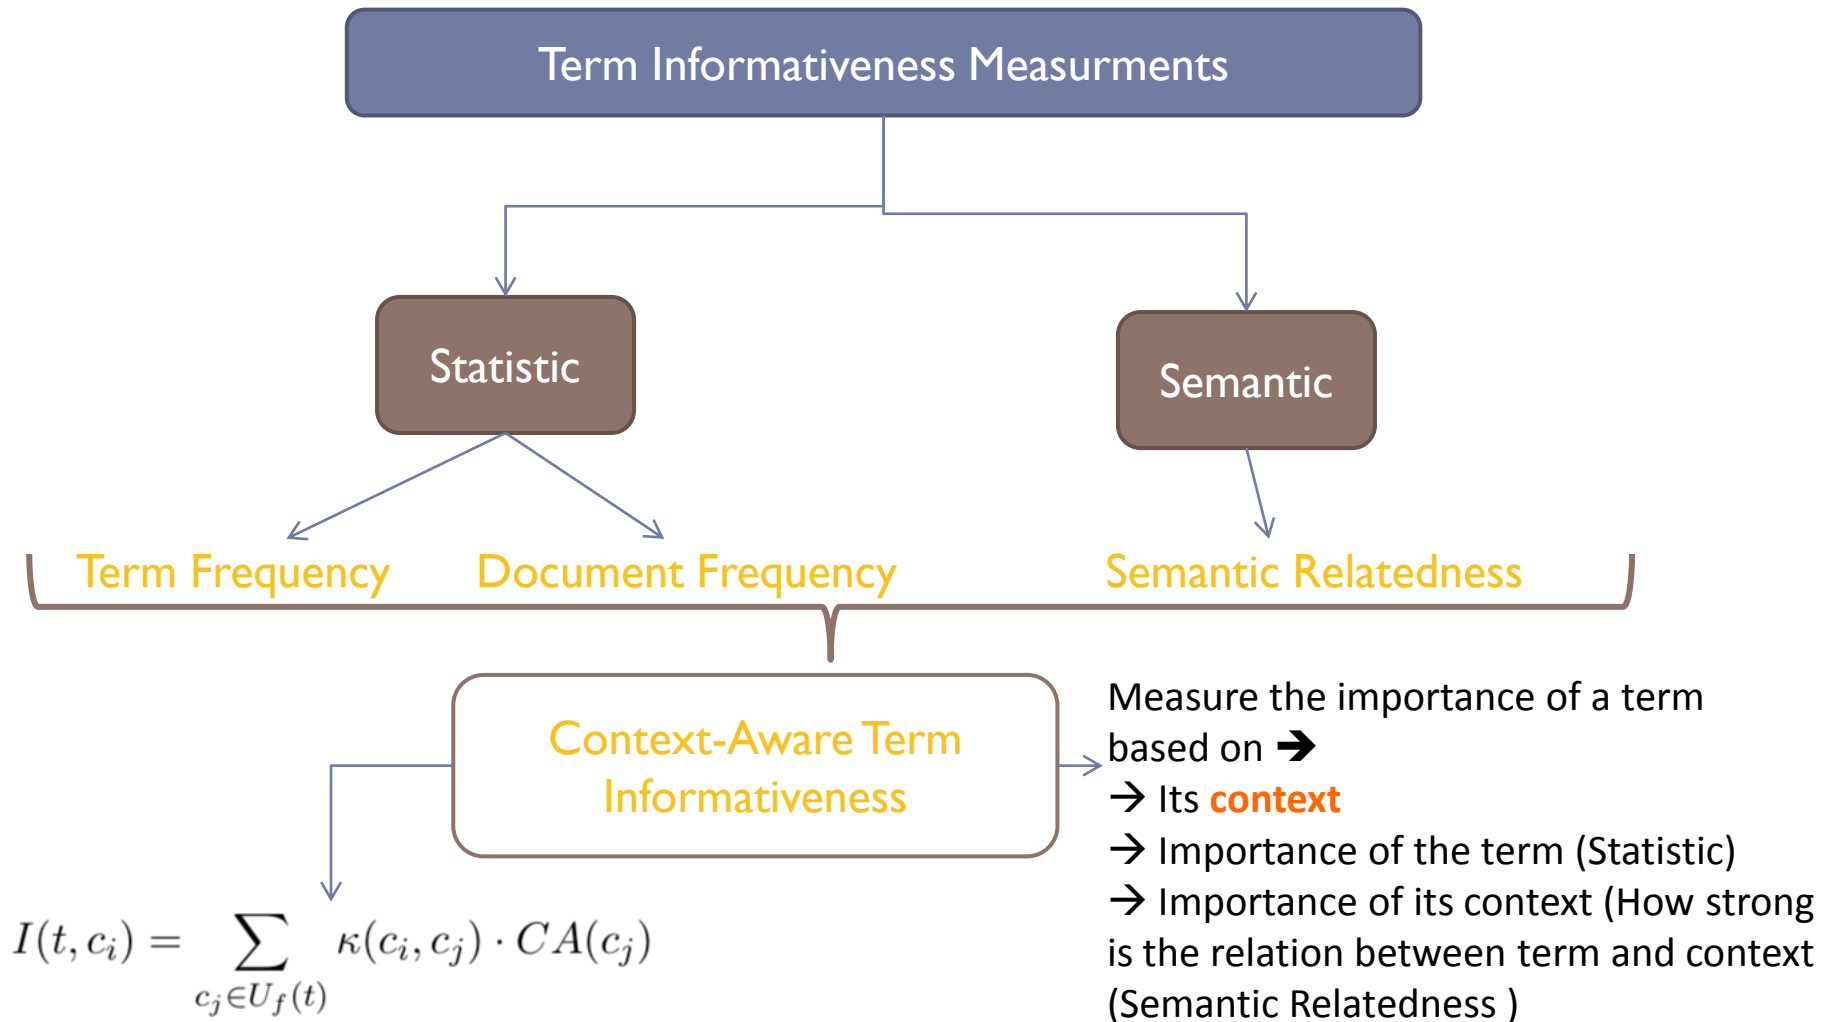 Term Informativeness Measurments
Statistic
Semantic
Term Frequency
Document Frequency
Semantic Relatedness
Context-Aware Term
Informativeness
Measure the importance of a term
based on ➔
→ Its context
→ Importance of the term (Statistic)
→ Importance of its context (How strong
is the relation between term and context
(Semantic Relatedness )
I(t, c_i) = \sum_{c_j \in U_f(t)} κ(c_i, c_j) · CA(c_j)